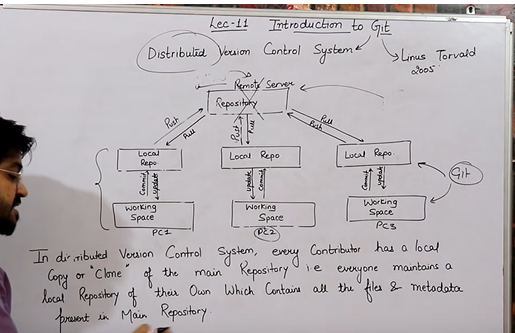 Lec-11 Introduction to Git
Distributed Version Control System
Linus Torvald
2005
Remote Server
Repository
Push Pull
Push Pull
Pull Push
Local Repo
Local Repo
Local Repo
Commit update
update Commit
Commit update
Git
Working Space
Working Space
Working Space
PC1
PC2
PC3
In distributed Version Control System, every Contributor has a local
Copy or "Clone" of the main Repository i.e everyone maintains a
local Repository of their Own Which Contains all the files & metadata
present in Main Repository.